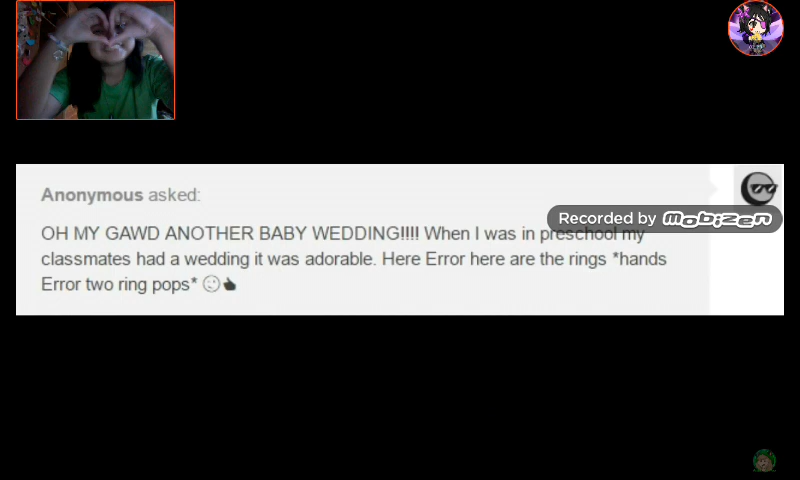 Anonymous asked:
Recorded by mobizen
OH MY GAWD ANOTHER BABY WEDDING!!!! When I was in preschool my
classmates had a wedding it was adorable. Here Error here are the rings *hands
Error two ring pops*